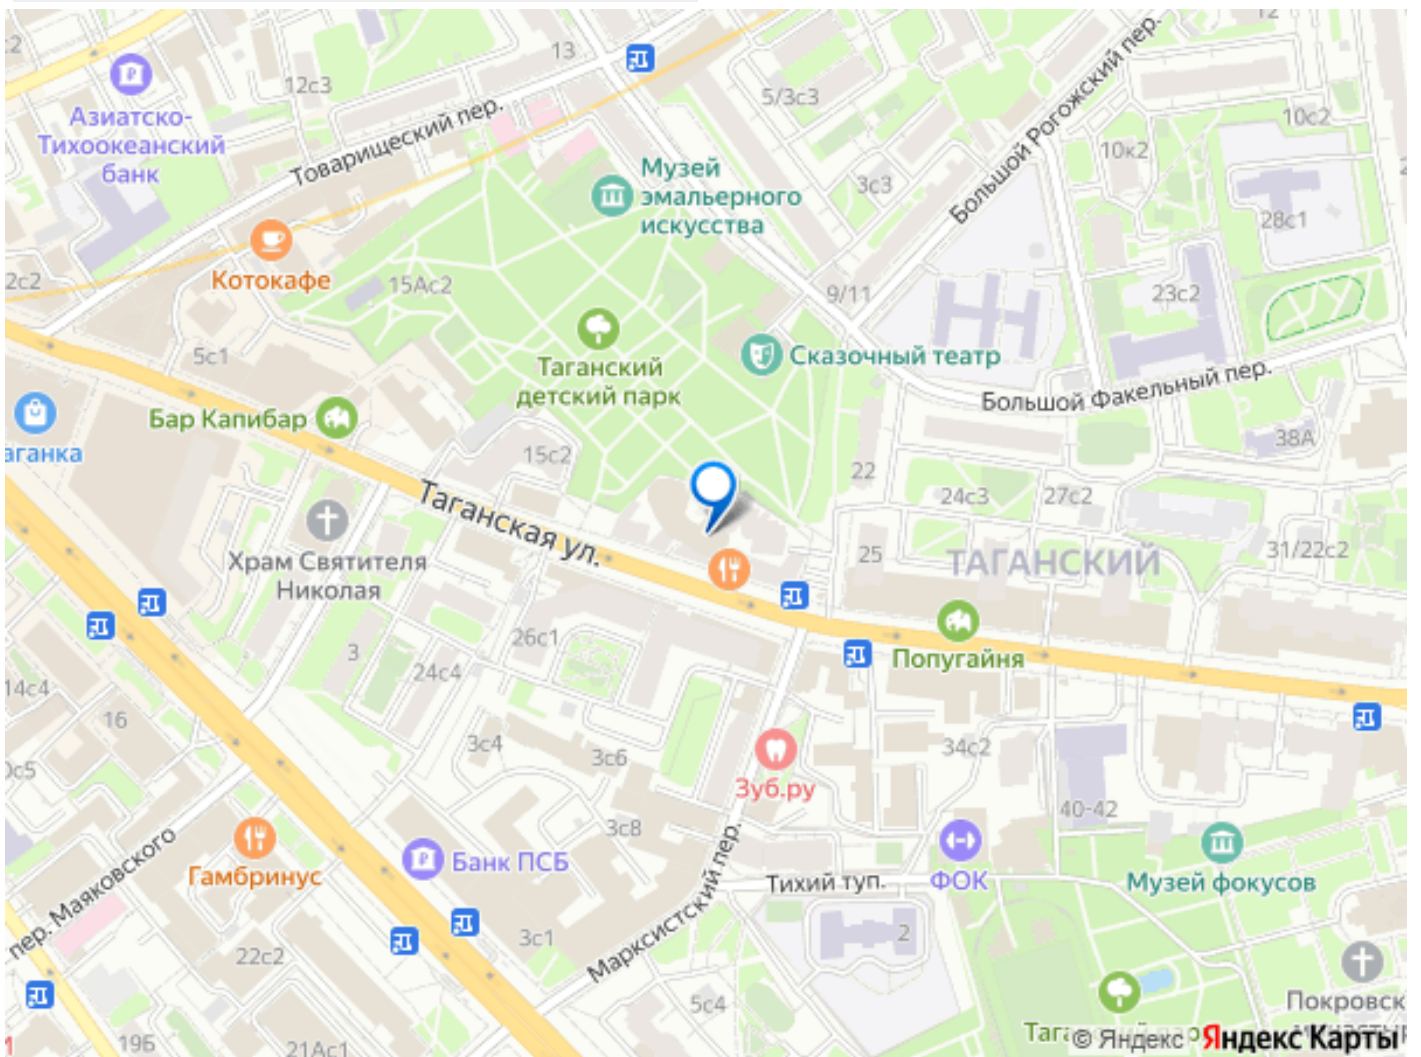 13
12
12с3
5/3с3
Азиатско-
Тихоокеанский
банк
Товарищеский пер.
Большой Рогожский пер.
10с2
10к2
Музей
эмальерного
искусства
3с3
28с1
Котокафе
15Ас2
9/11
23с2
5с1
Таганский
детский парк
Сказочный театр
Большой Факельный пер.
Бар Капибар
38А
15с2
22
24с3
27с2
Таганская ул.
Храм Святителя
Николая
25
ТАГАНСКИЙ
31/22с2
26с1
3
24с4
Попугайня
14с4
16
3с4
3с6
34с2
Зуб.ру
40-42
3с8
пер. Маяковского
Гамбринус
Банк ПСБ
Тихий туп.
ФОК
Музей фокусов
Марксистский пер.
2
3с1
22с2
5с4
19Б
21Ас1
© Яндекс Яндекс Карты